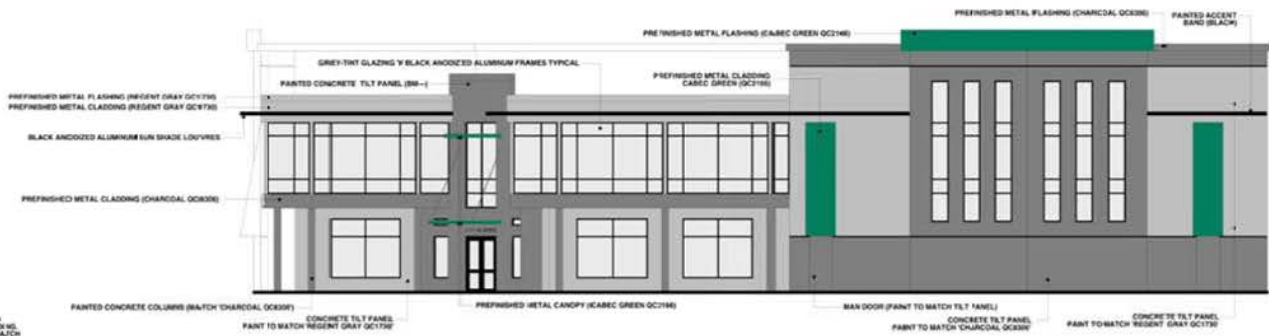 PREFINISHED METAL FLASHING (CHARCOAL QC8306)
PAINTED ACCENT
BAND (BLACK)
PREFINISHED METAL FLASHING (CABEC GREEN QC2166)
GREY-TINT GLAZING BLACK ANODIZED ALUMINUM FRAMES TYPICAL
PREFINISHED METAL CLADDING
CABEC GREEN (QC2166)
PAINTED CONCRETE TILT PANEL
PREFINISHED METAL FLASHING (REGENT GRAY QC1730)
PREFINISHED METAL CLADDING (REGENT GRAY QC1730)
BLACK ANODIZED ALUMINUM SUN SHADE LOUVRES
PREFINISHED METAL CLADDING (CHARCOAL QC8306)
PAINTED CONCRETE COLUMNS (MATCH 'CHARCOAL QC8306')
PREFINISHED METAL CANOPY (CABEC GREEN QC2166)
MAN DOOR (PAINT TO MATCH TILT PANEL)
CONCRETE TILT PANEL
PAINT TO MATCH 'REGENT GRAY QC1730'
CONCRETE TILT PANEL
PAINT TO MATCH 'CHARCOAL QC8306'
CONCRETE TILT PANEL
PAINT TO MATCH 'REGENT GRAY QC1730'